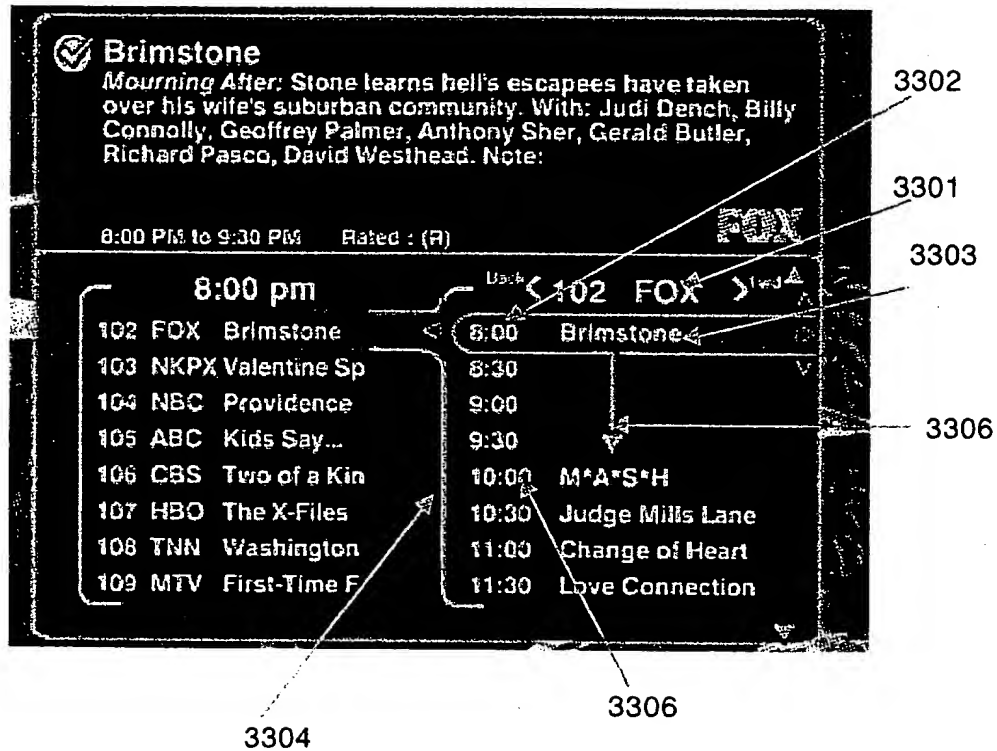 Brimstone
Mourning After: Stone learns hell's escapees have taken
over his wife's suburban community. With: Judi Dench, Billy
Connolly, Geoffrey Palmer, Anthony Sher, Gerald Butler,
Richard Pasco, David Westhead. Note:
FOX
8:00 PM to 9:30 PM Rated : (R)
8:00 pm
102 FOX Brimstone
103 NKPX Valentine Sp
104 NBC Providence
105 ABC Kids Say...
106 CBS Two of a Kin
107 HBO The X-Files
108 TNN Washington
109 MTV First-Time F
Back < 102 FOX > Fwd
8:00 Brimstone
8:30
9:00
9:30
10:00 M*A*S*H
10:30 Judge Mills Lane
11:00 Change of Heart
11:30 Love Connection
3302
3301
3303
3306
3306
3304